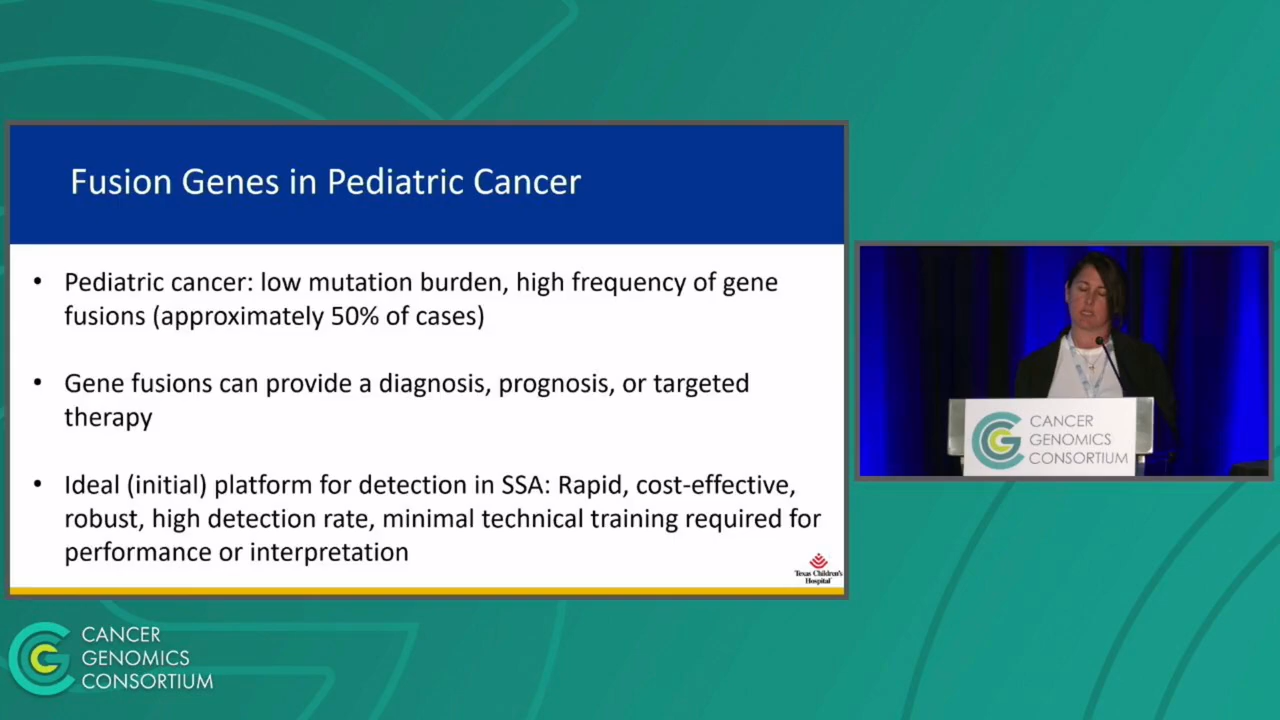 Fusion Genes in Pediatric Cancer
• Pediatric cancer: low mutation burden, high frequency of gene
fusions (approximately 50% of cases)
• Gene fusions can provide a diagnosis, prognosis, or targeted
therapy
• Ideal (initial) platform for detection in SSA: Rapid, cost-effective,
robust, high detection rate, minimal technical training required for
performance or interpretation
Texas Children's
Hospital
CANCER
GENOMICS
CONSORTIUM
CANCER
GENOMICS
CONSORTIUM